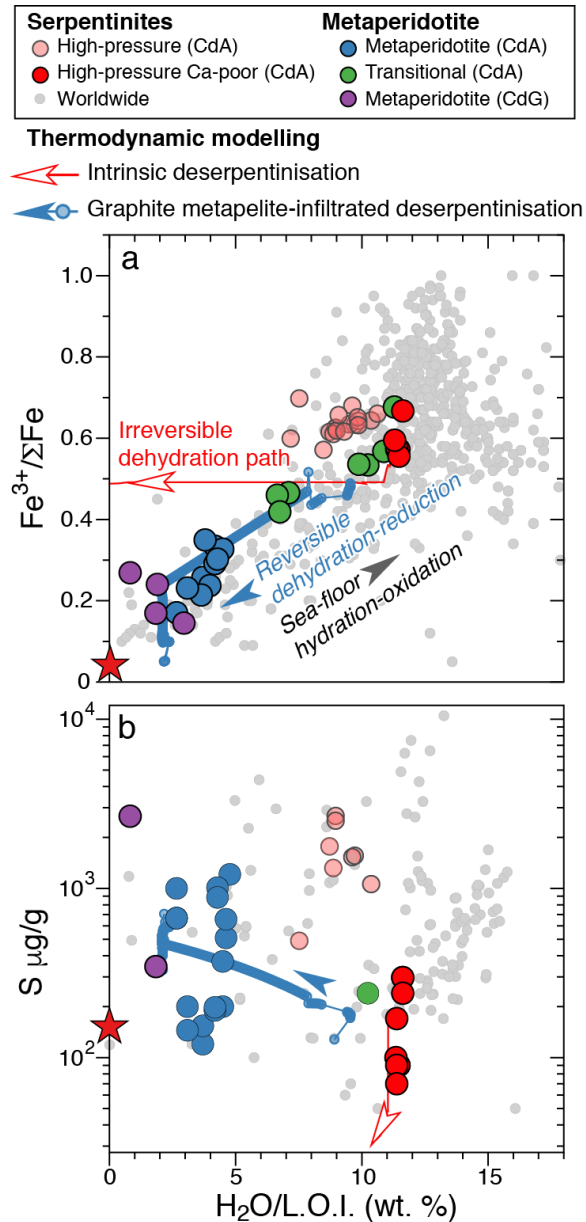 Serpentinites
High-pressure (CdA)
High-pressure Ca-poor (CdA)
Worldwide
Metaperidotite
Metaperidotite (CdA)
Transitional (CdA)
Metaperidotite (CdG)
Thermodynamic modelling
Intrinsic deserpentinisation
Graphite metapelite-infiltrated deserpentinisation
a
Fe³⁺/ΣFe
1.0
0.8
0.6
0.4
0.2
0
Irreversible
dehydration path
Reversible
dehydration-reduction
Sea-floor
hydration-oxidation
b
S µg/g
10⁴
10³
10²
0
5
10
15
H₂O/L.O.I. (wt. %)